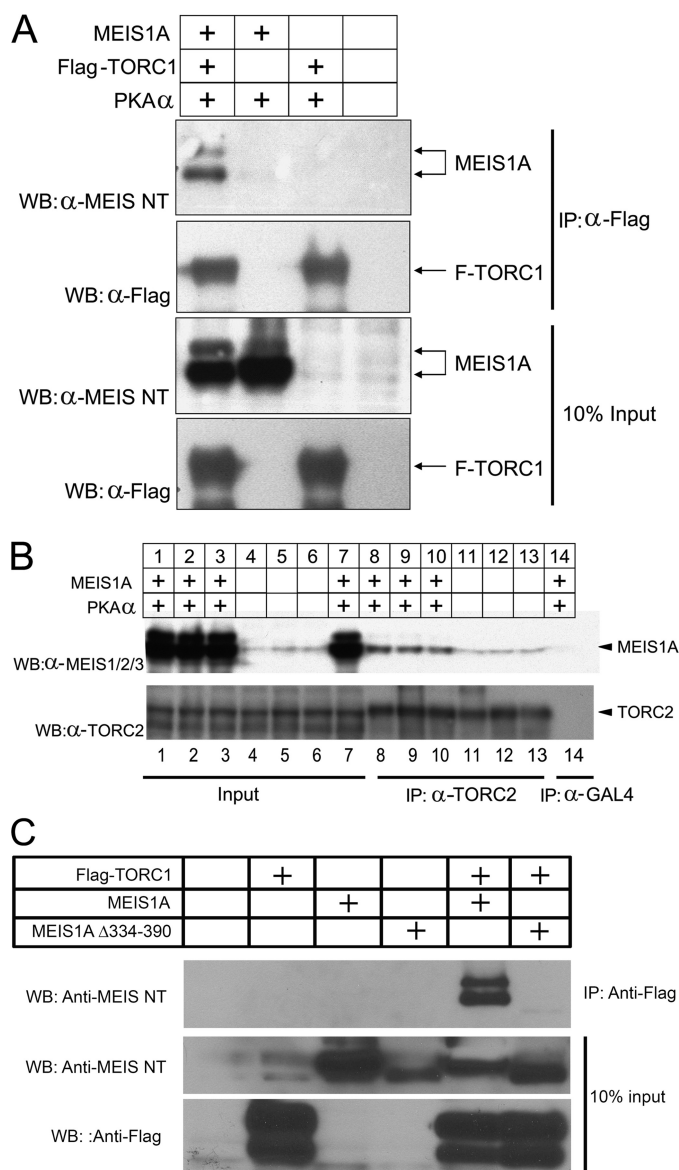 A
MEIS1A + +
Flag-TORC1 + +
PKAα + + +
MEIS1A
WB:α-MEIS NT
IP:α-Flag
F-TORC1
WB:α-Flag
MEIS1A
WB:α-MEIS NT
10% Input
F-TORC1
WB:α-Flag
B
1 2 3 4 5 6 7 8 9 10 11 12 13 14
MEIS1A + + + + + + + +
PKAα + + + + + + + +
WB:α-MEIS1/2/3
MEIS1A
WB:α-TORC2
TORC2
1 2 3 4 5 6 7 8 9 10 11 12 13 14
Input IP: α-TORC2 IP: α-GAL4
C
Flag-TORC1 + + +
MEIS1A + +
MEIS1A Δ334-390 + +
WB: Anti-MEIS NT IP: Anti-Flag
WB: Anti-MEIS NT
10% input
WB: :Anti-Flag